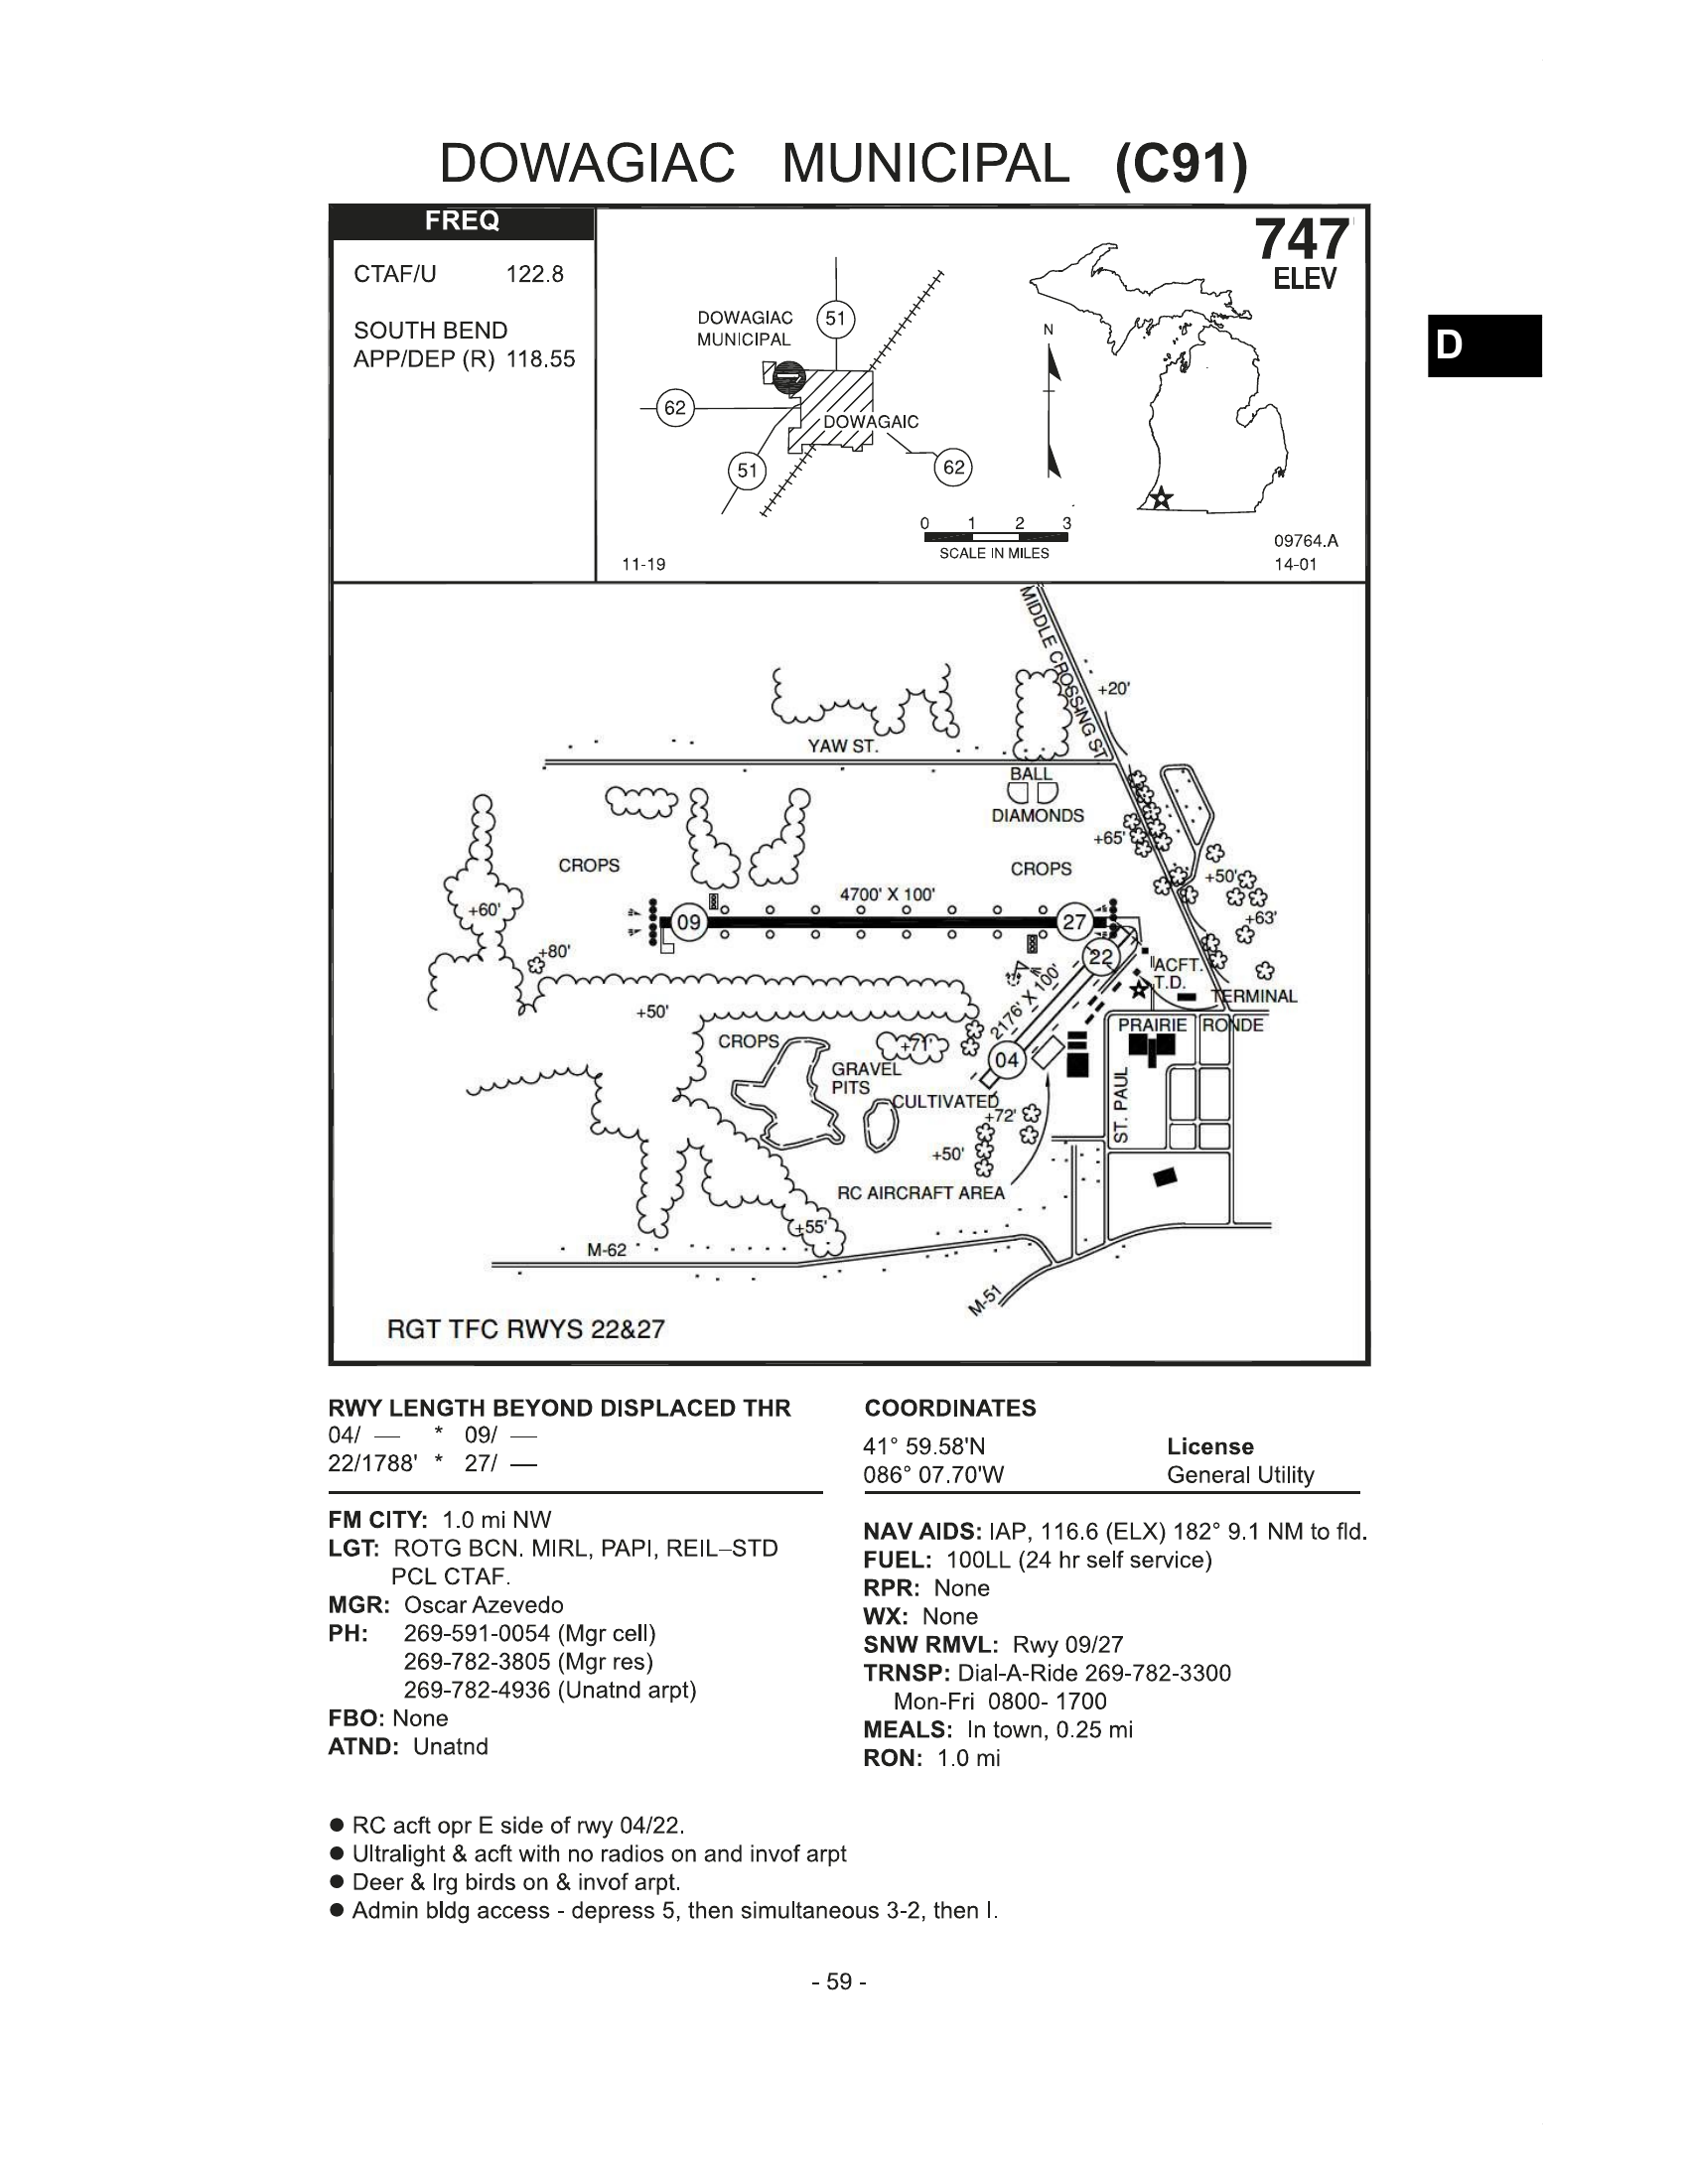 DOWAGIAC MUNICIPAL (C91)
FREQ
CTAF/U 122.8
SOUTH BEND
APP/DEP (R) 118.55
747
ELEV
DOWAGIAC
MUNICIPAL
51
62
DOWAGAIC
51
62
N
0 1 2 3
SCALE IN MILES
11-19
09764.A
14-01
D
MIDDLE CROSSING ST.
+20'
YAW ST.
BALL
DIAMONDS
+65'
CROPS
CROPS
+50'
4700' X 100'
+60'
+63'
09
27
22
+80'
ACFT.
T.D.
2176' X 100'
TERMINAL
+50'
PRAIRIE RONDE
CROPS
+71'
04
GRAVEL
PITS
CULTIVATED
+72'
ST. PAUL
+50'
RC AIRCRAFT AREA
+55'
M-62
M-51
RGT TFC RWYS 22&27
RWY LENGTH BEYOND DISPLACED THR
04/ — * 09/ —
22/1788' * 27/ —
COORDINATES
41° 59.58'N
086° 07.70'W
License
General Utility
FM CITY: 1.0 mi NW
LGT: ROTG BCN. MIRL, PAPI, REIL–STD
PCL CTAF.
MGR: Oscar Azevedo
PH: 269-591-0054 (Mgr cell)
269-782-3805 (Mgr res)
269-782-4936 (Unatnd arpt)
FBO: None
ATND: Unatnd
NAV AIDS: IAP, 116.6 (ELX) 182° 9.1 NM to fld.
FUEL: 100LL (24 hr self service)
RPR: None
WX: None
SNW RMVL: Rwy 09/27
TRNSP: Dial-A-Ride 269-782-3300
Mon-Fri 0800- 1700
MEALS: In town, 0.25 mi
RON: 1.0 mi
● RC acft opr E side of rwy 04/22.
● Ultralight & acft with no radios on and invof arpt
● Deer & lrg birds on & invof arpt.
● Admin bldg access - depress 5, then simultaneous 3-2, then l.
- 59 -